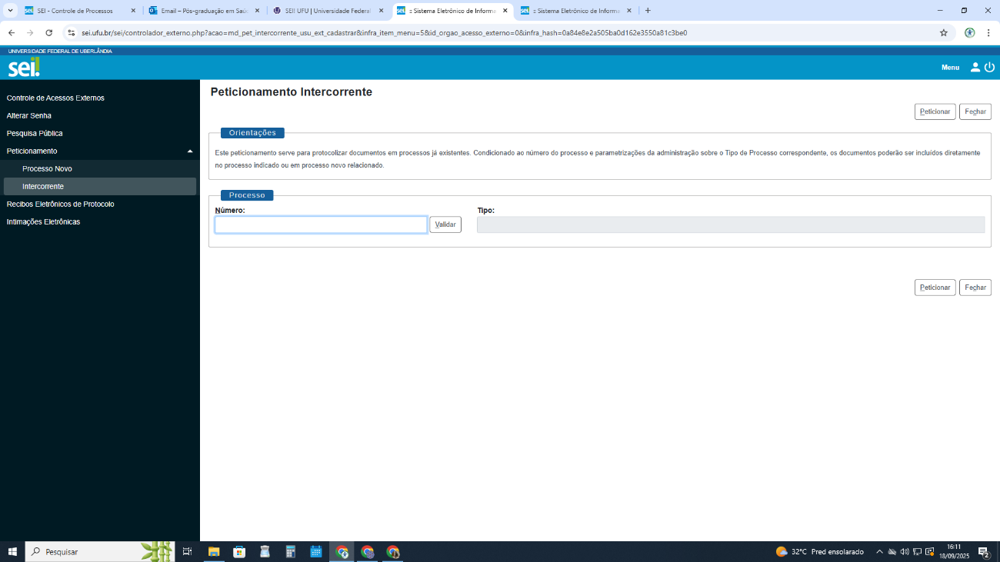 SEI - Controle de Processos
Email – Pós-graduação em Saú
SEI! UFU | Universidade Federal
:: Sistema Eletrônico de Informa
:: Sistema Eletrônico de Informa
sei.ufu.br/sei/controlador_externo.php?acao=md_pet_intercorrente_usu_ext_cadastrar&infra_item_menu=5&id_orgao_acesso_externo=0&infra_hash=0a84e8e2a505ba0d162e3550a81c3be0
UNIVERSIDADE FEDERAL DE UBERLÂNDIA
sei!
Menu
Controle de Acessos Externos
Alterar Senha
Pesquisa Pública
Peticionamento
Processo Novo
Intercorrente
Recibos Eletrônicos de Protocolo
Intimações Eletrônicas
Peticionamento Intercorrente
Peticionar Fechar
Orientações
Este peticionamento serve para protocolizar documentos em processos já existentes. Condicionado ao número do processo e parametrizações da administração sobre o Tipo de Processo correspondente, os documentos poderão ser incluídos diretamente
no processo indicado ou em processo novo relacionado.
Processo
Número: Tipo:
Validar
Peticionar Fechar
Pesquisar
32°C Pred ensolarado
16:11
18/09/2025
2